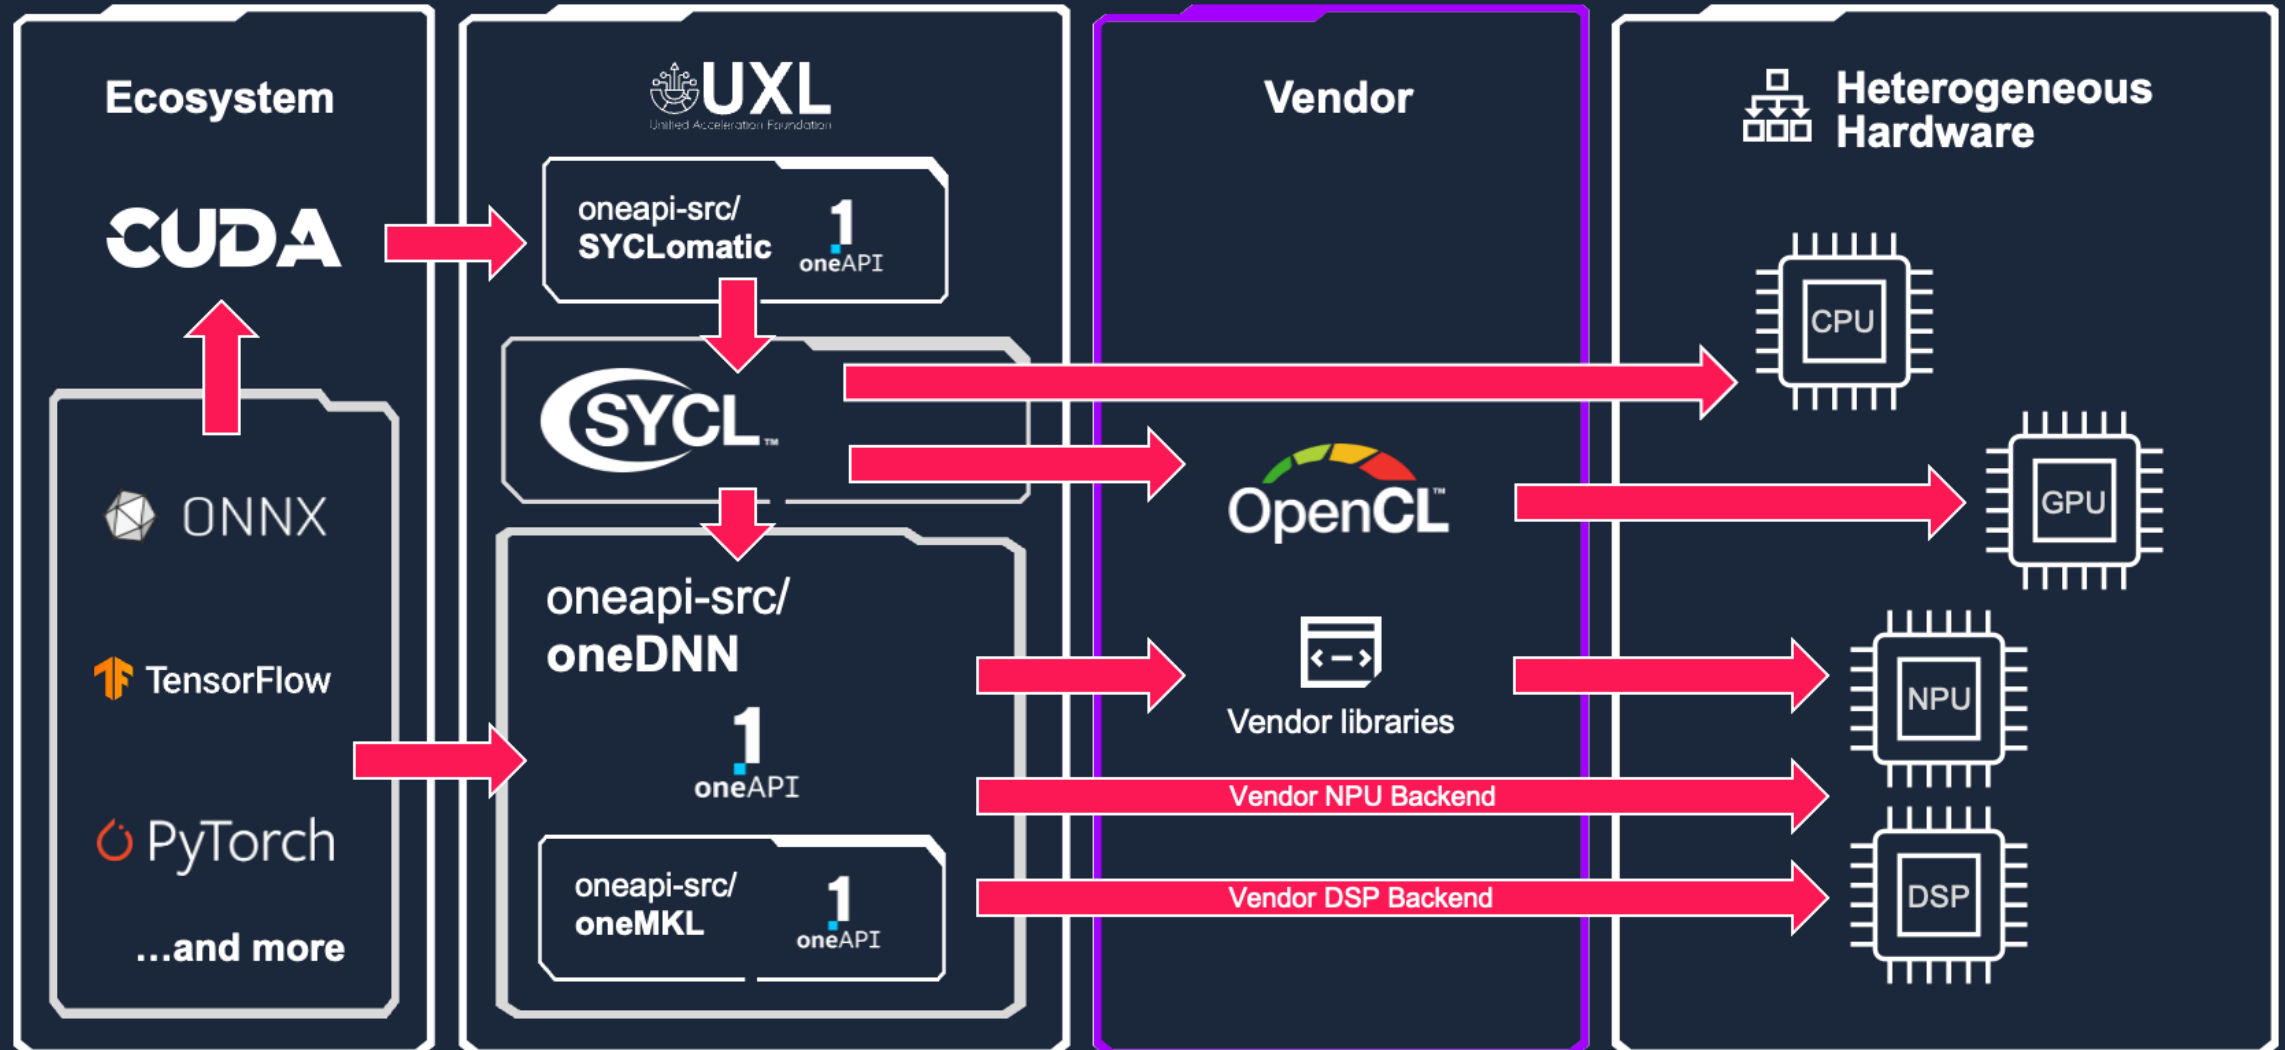 Ecosystem
CUDA
ONNX
TensorFlow
PyTorch
...and more
UXL
Unified Acceleration Foundation
oneapi-src/
SYCLomatic
1
oneAPI
SYCL™
oneapi-src/
oneDNN
1
oneAPI
oneapi-src/
oneMKL
1
oneAPI
Vendor
OpenCL™
<->
Vendor libraries
Vendor NPU Backend
Vendor DSP Backend
Heterogeneous
Hardware
CPU
GPU
NPU
DSP